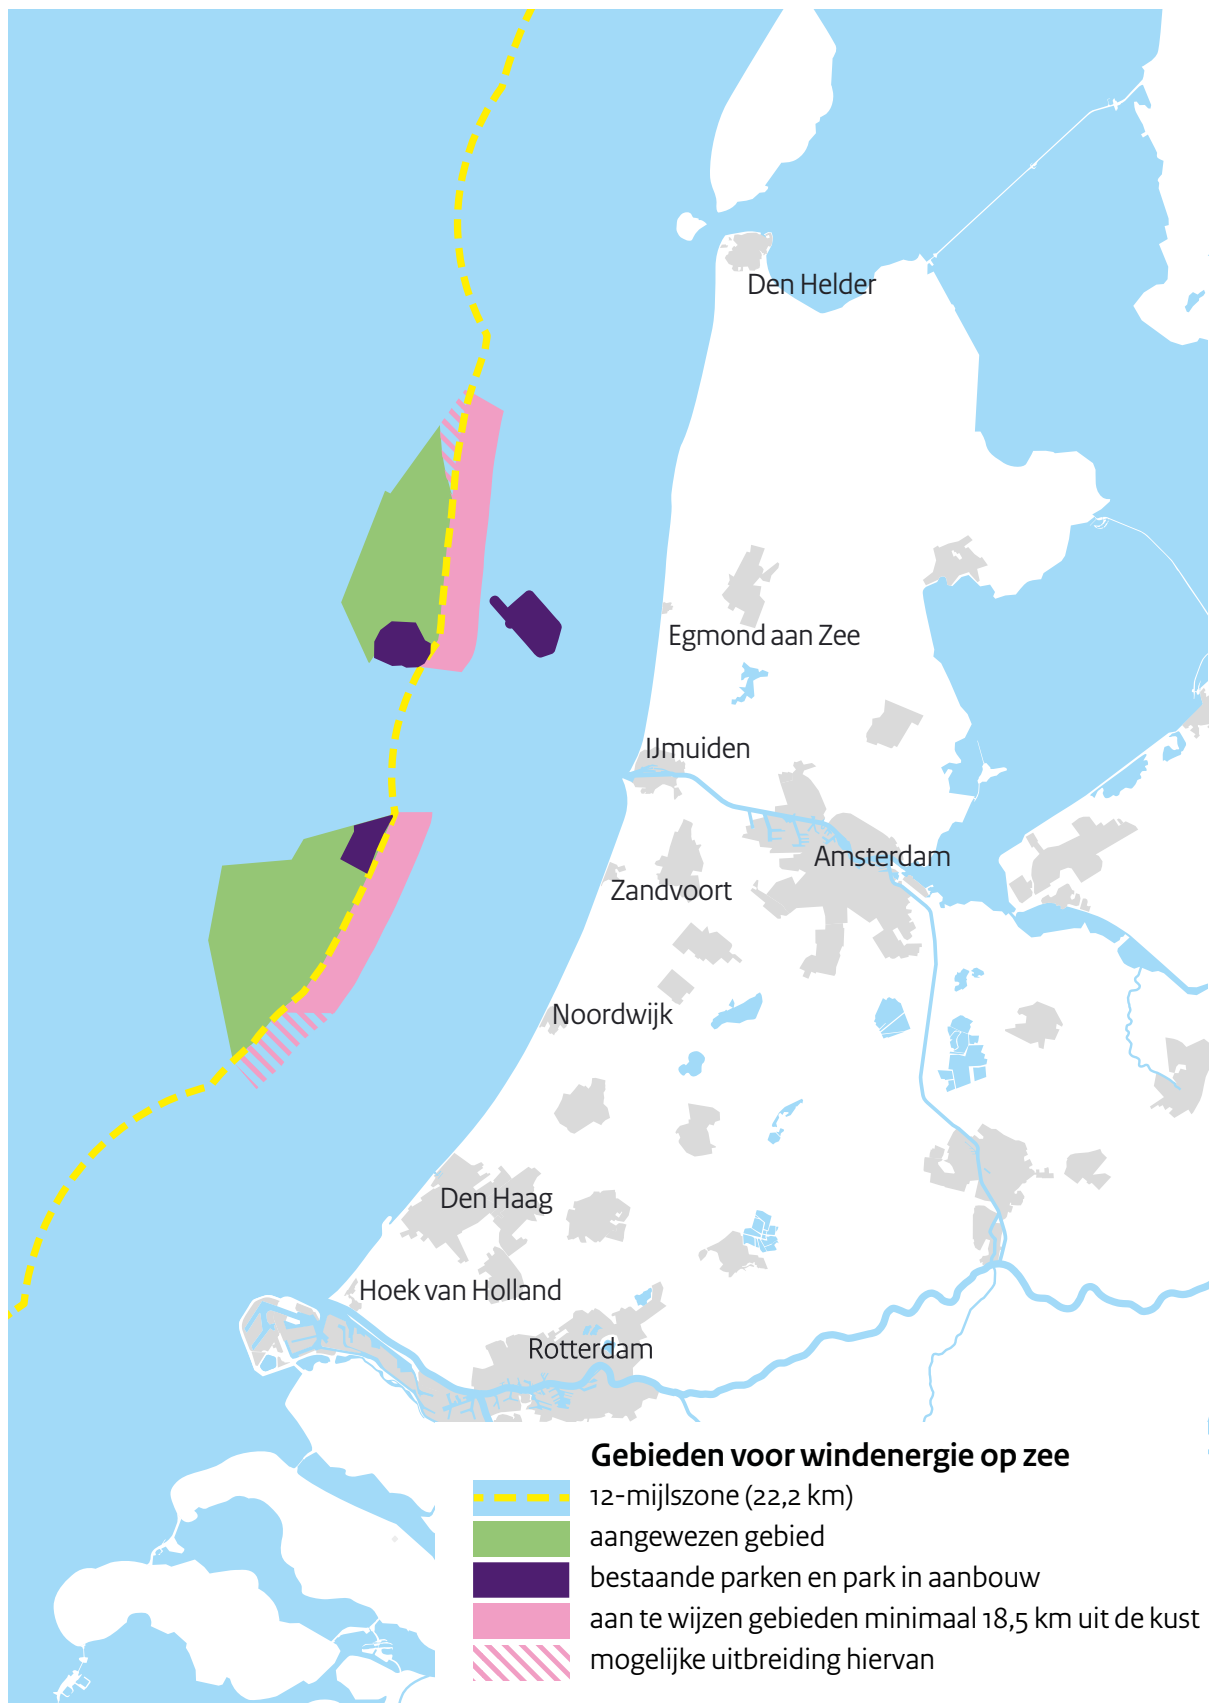 Den Helder
Egmond aan Zee
IJmuiden
Amsterdam
Zandvoort
Noordwijk
Den Haag
Hoek van Holland
Rotterdam
Gebieden voor windenergie op zee
12-mijlszone (22,2 km)
aangewezen gebied
bestaande parken en park in aanbouw
aan te wijzen gebieden minimaal 18,5 km uit de kust
mogelijke uitbreiding hiervan